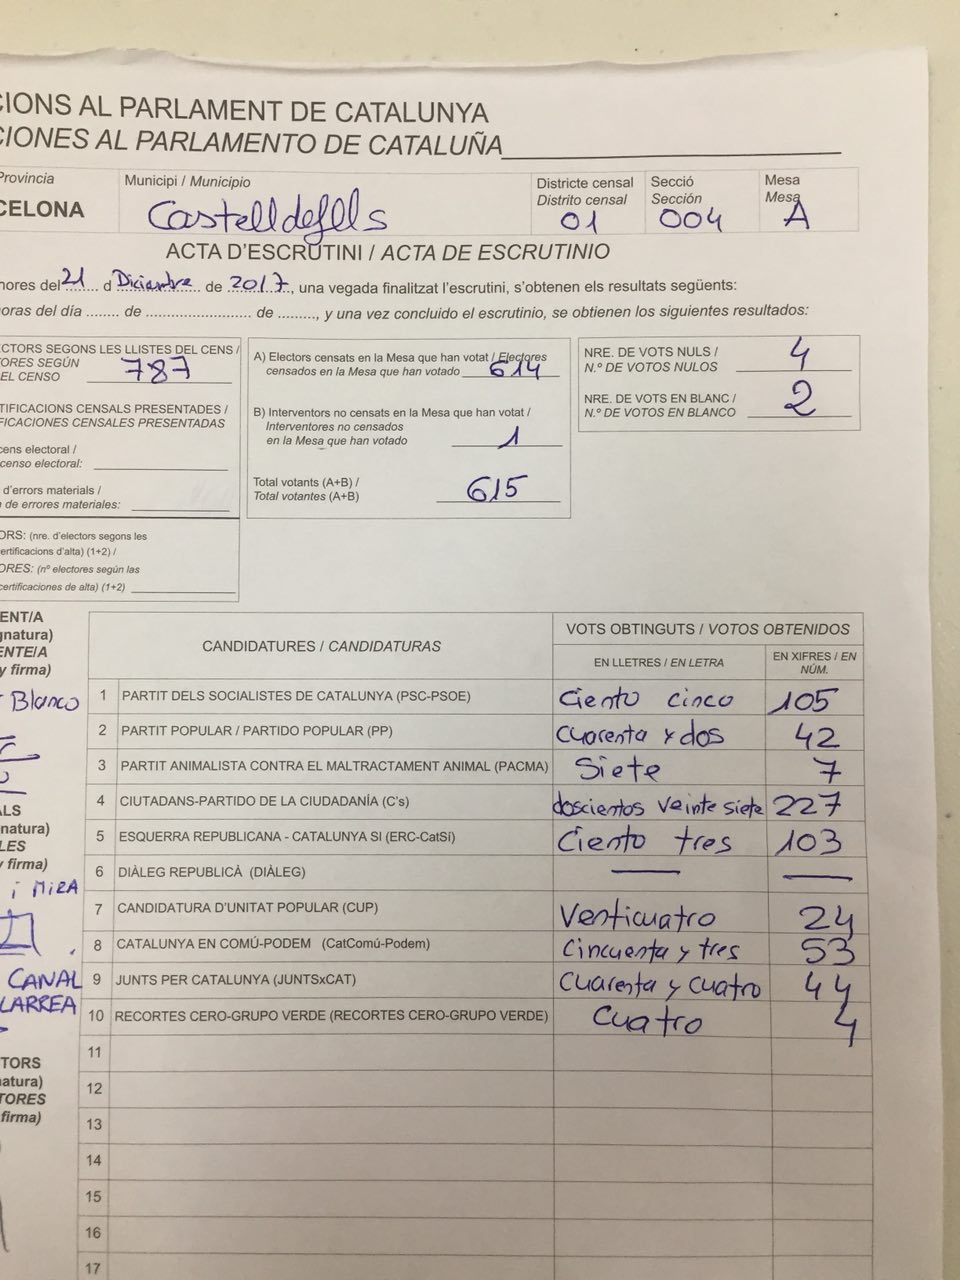 CIONS AL PARLAMENT DE CATALUNYA
CIONES AL PARLAMENTO DE CATALUÑA
Provincia
CELONA
Municipi / Municipio
Castelldefells
Districte censal
Distrito censal
01
Secció
Sección
004
Mesa
Mesa
A
ACTA D'ESCRUTINI / ACTA DE ESCRUTINIO
hores del 21 d Diciembre de 2017, una vegada finalitzat l'escrutini, s'obtenen els resultats següents:
oras del día ........ de ........................ de ........., y una vez concluido el escrutinio, se obtienen los siguientes resultados:
ECTORS SEGONS LES LLISTES DEL CENS /
TORES SEGÚN
EL CENSO 787
TIFICACIONS CENSALS PRESENTADES /
FICACIONES CENSALES PRESENTADAS
cens electoral /
censo electoral:
d'errors materials /
de errores materiales:
ORS: (nre. d'electors segons les
ertificacions d'alta) (1+2) /
ORES: (nº electores según las
certificaciones de alta) (1+2)
A) Electors censats en la Mesa que han votat / Electores
censados en la Mesa que han votado 614
B) Interventors no censats en la Mesa que han votat /
Interventores no censados
en la Mesa que han votado 1
Total votants (A+B) /
Total votantes (A+B) 615
NRE. DE VOTS NULS /
N.º DE VOTOS NULOS 4
NRE. DE VOTS EN BLANC /
N.º DE VOTOS EN BLANCO 2
ENT/A
gnatura)
ENTE/A
y firma)
Blanco
ALS
natura)
LES
y firma)
i MIRA
CANAL
LARREA
TORS
natura)
TORES
firma)
CANDIDATURES / CANDIDATURAS
VOTS OBTINGUTS / VOTOS OBTENIDOS
EN LLETRES / EN LETRA
EN XIFRES / EN
NÚM.
1 PARTIT DELS SOCIALISTES DE CATALUNYA (PSC-PSOE) Ciento cinco 105
2 PARTIT POPULAR / PARTIDO POPULAR (PP) Cuarenta y dos 42
3 PARTIT ANIMALISTA CONTRA EL MALTRACTAMENT ANIMAL (PACMA) Siete 7
4 CIUTADANS-PARTIDO DE LA CIUDADANÍA (C's) doscientos veinte siete 227
5 ESQUERRA REPUBLICANA - CATALUNYA SI (ERC-CatSí) Ciento tres 103
6 DIÀLEG REPUBLICÀ (DIÀLEG) — —
7 CANDIDATURA D'UNITAT POPULAR (CUP) Venticuatro 24
8 CATALUNYA EN COMÚ-PODEM (CatComú-Podem) Cincuenta y tres 53
9 JUNTS PER CATALUNYA (JUNTSxCAT) Cuarenta y cuatro 44
10 RECORTES CERO-GRUPO VERDE (RECORTES CERO-GRUPO VERDE) Cuatro 4
11
12
13
14
15
16
17